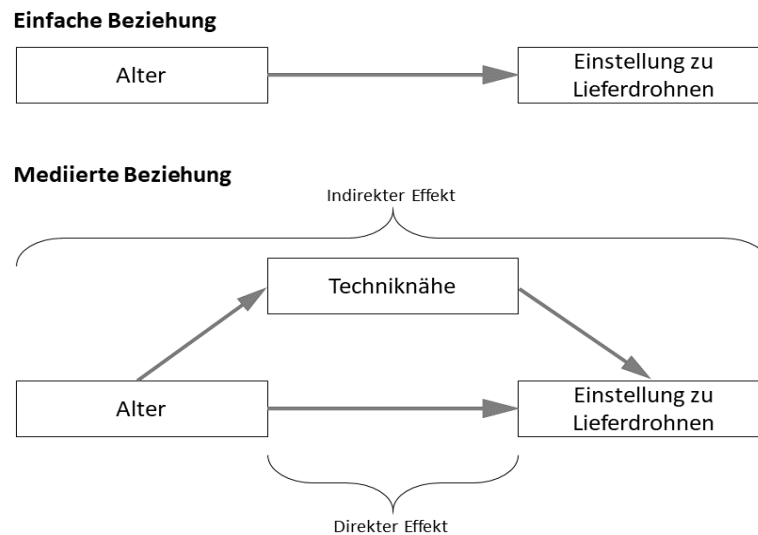 Einfache Beziehung
Alter
Einstellung zu
Lieferdrohnen
Mediierte Beziehung
Indirekter Effekt
Techniknähe
Alter
Einstellung zu
Lieferdrohnen
Direkter Effekt